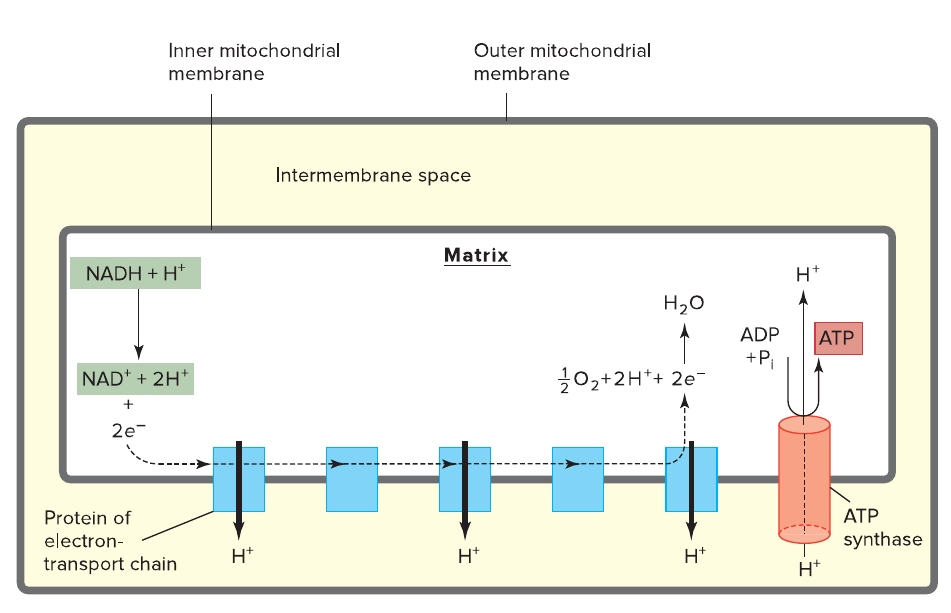 Inner mitochondrial
membrane
Outer mitochondrial
membrane
Intermembrane space
Matrix
NADH + H⁺
NAD⁺ + 2H⁺
+
2e⁻
H₂O
½O₂+2H⁺+ 2e⁻
H⁺
ADP
+Pᵢ
ATP
Protein of
electron-
transport chain
H⁺
H⁺
H⁺
ATP
synthase
H⁺